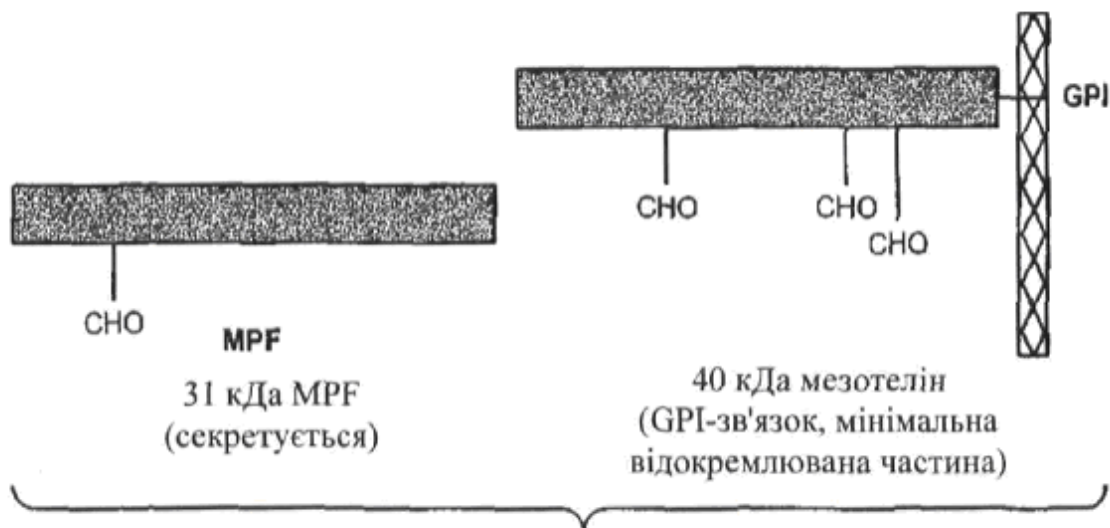 GPI
CHO
CHO
CHO
CHO
MPF
31 кДа MPF
(секретується)
40 кДа мезотелін
(GPI-зв'язок, мінімальна
відокремлювана частина)